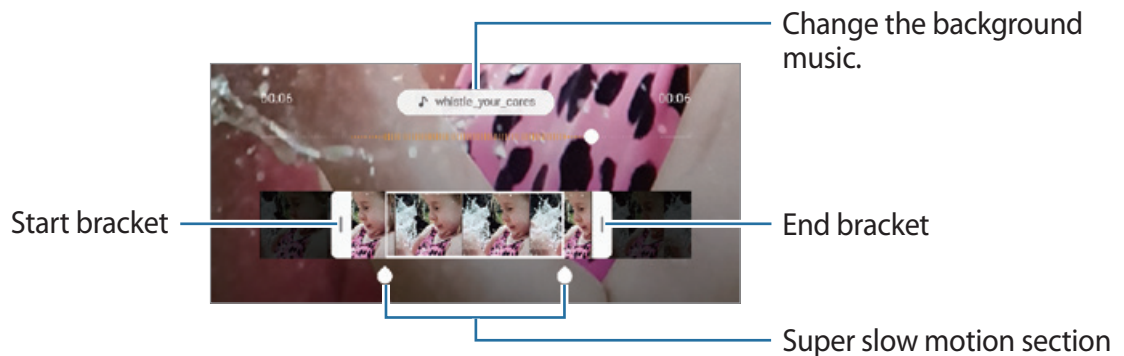 Change the background
music.
00:06
♪ whistle_your_cares
00:06
Start bracket
End bracket
Super slow motion section